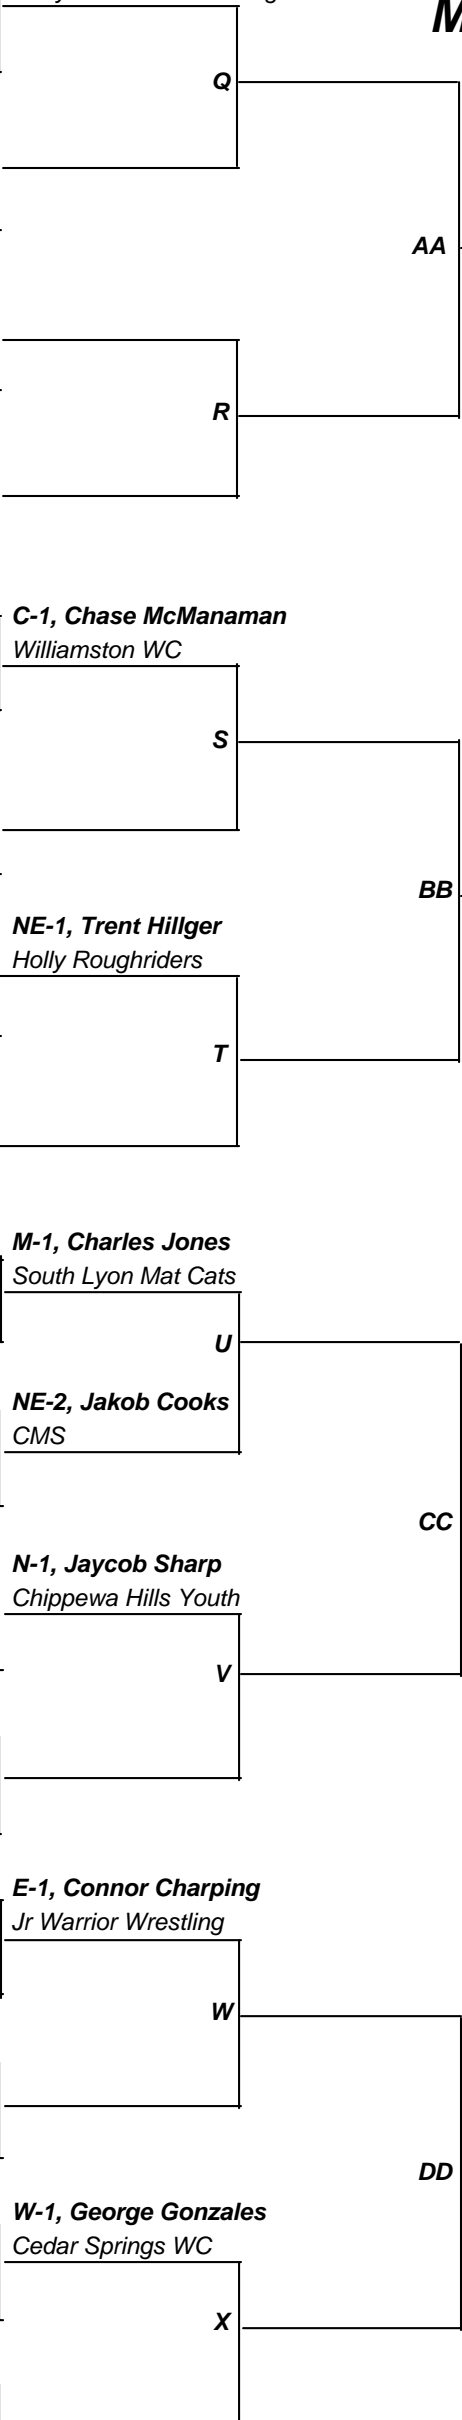 M
Q
AA
R
C-1, Chase McManaman
Williamston WC
S
BB
NE-1, Trent Hillger
Holly Roughriders
T
M-1, Charles Jones
South Lyon Mat Cats
U
NE-2, Jakob Cooks
CMS
CC
N-1, Jaycob Sharp
Chippewa Hills Youth
V
E-1, Connor Charping
Jr Warrior Wrestling
W
DD
W-1, George Gonzales
Cedar Springs WC
X